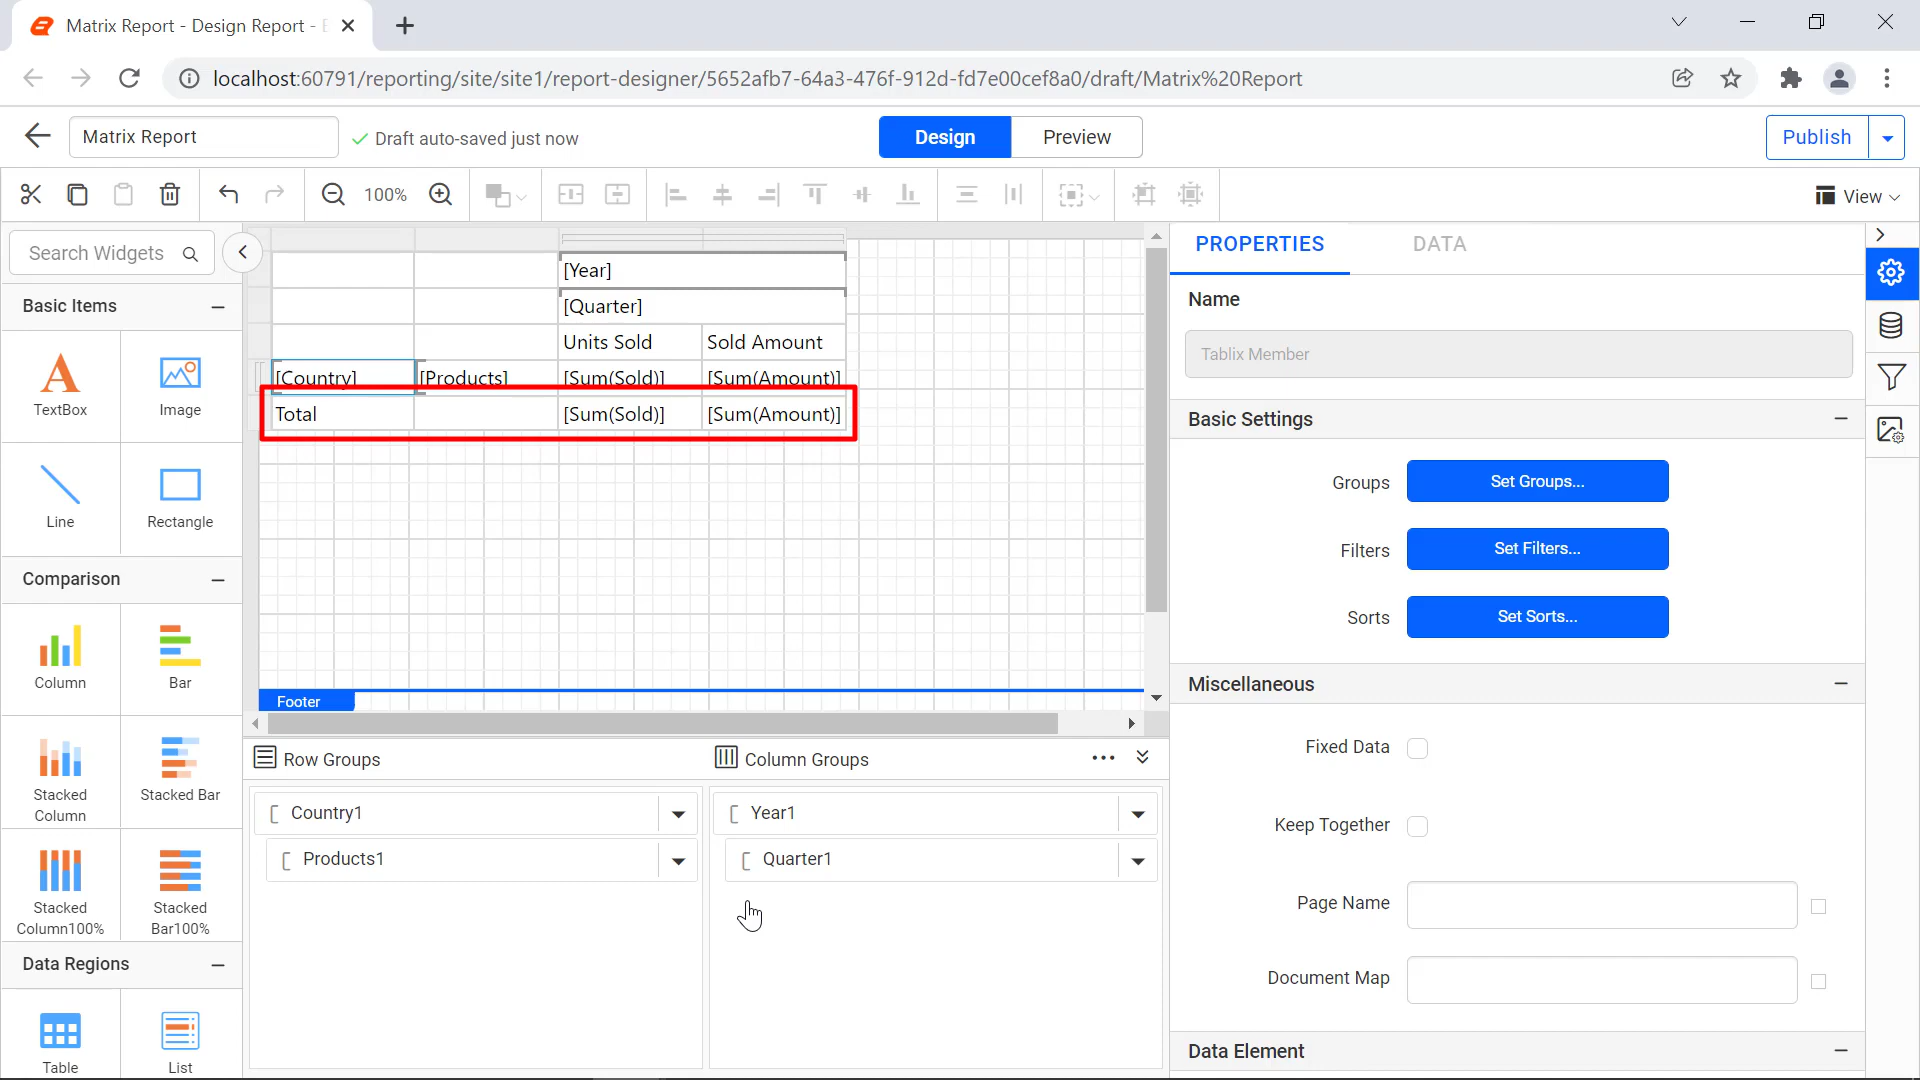 Matrix Report - Design Report -
localhost:60791/reporting/site/site1/report-designer/5652afb7-64a3-476f-912d-fd7e00cef8a0/draft/Matrix%20Report
Matrix Report
Draft auto-saved just now
Design
Preview
Publish
100%
View
Search Widgets
Basic Items
TextBox
Image
Line
Rectangle
Comparison
Column
Bar
Stacked
Column
Stacked Bar
Stacked
Column100%
Stacked
Bar100%
Data Regions
Table
List
[Year]
[Quarter]
Units Sold
Sold Amount
[Country]
[Products]
[Sum(Sold)]
[Sum(Amount)]
Total
[Sum(Sold)]
[Sum(Amount)]
Footer
Row Groups
Column Groups
Country1
Year1
Products1
Quarter1
PROPERTIES
DATA
Name
Tablix Member
Basic Settings
Groups
Set Groups...
Filters
Set Filters...
Sorts
Set Sorts...
Miscellaneous
Fixed Data
Keep Together
Page Name
Document Map
Data Element